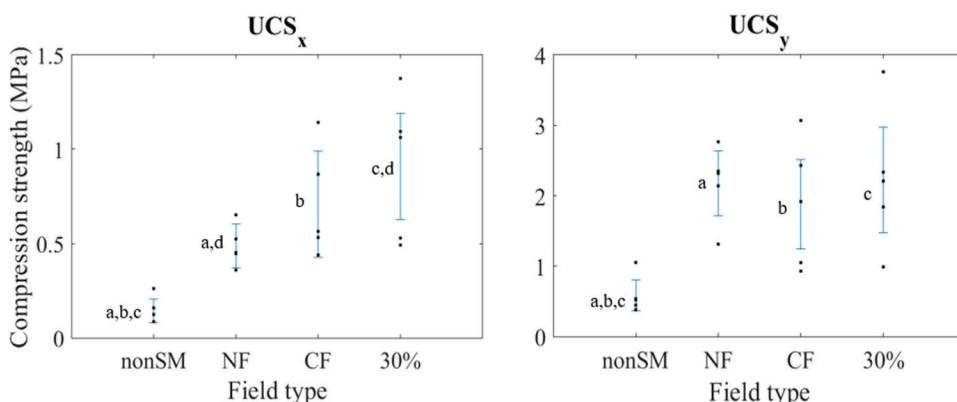 UCSx
Compression strength (MPa)
1.5
1
0.5
0
a,b,c
a,d
b
c,d
nonSM NF CF 30%
Field type
UCSy
4
3
2
1
0
a,b,c
a
b
c
nonSM NF CF 30%
Field type